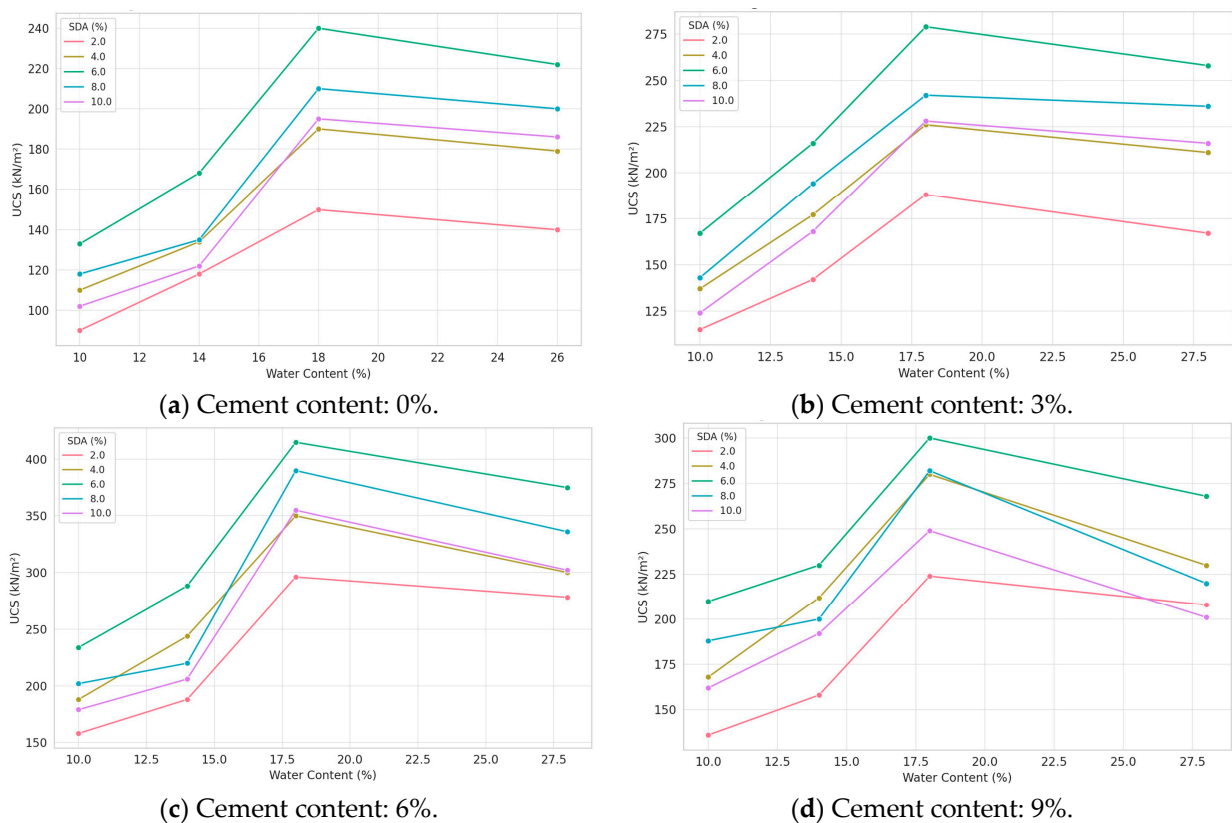 SDA (%)
2.0
4.0
6.0
8.0
10.0
240
220
200
180
160
140
120
100
UCS (kN/m²)
10 12 14 16 18 20 22 24 26
Water Content (%)
(a) Cement content: 0%.
SDA (%)
2.0
4.0
6.0
8.0
10.0
275
250
225
200
175
150
125
UCS (kN/m²)
10.0 12.5 15.0 17.5 20.0 22.5 25.0 27.5
Water Content (%)
(b) Cement content: 3%.
SDA (%)
2.0
4.0
6.0
8.0
10.0
400
350
300
250
200
150
UCS (kN/m²)
10.0 12.5 15.0 17.5 20.0 22.5 25.0 27.5
Water Content (%)
(c) Cement content: 6%.
SDA (%)
2.0
4.0
6.0
8.0
10.0
300
275
250
225
200
175
150
UCS (kN/m²)
10.0 12.5 15.0 17.5 20.0 22.5 25.0 27.5
Water Content (%)
(d) Cement content: 9%.